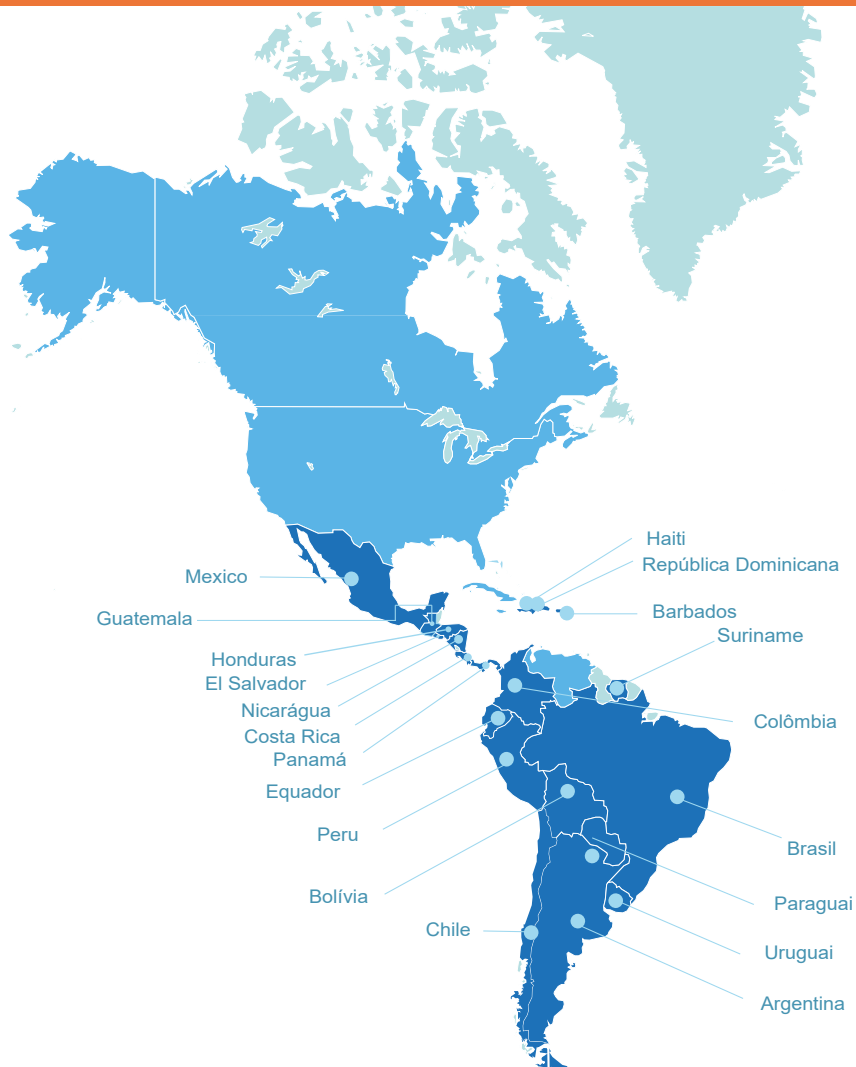 Haiti
República Dominicana
Mexico
Barbados
Guatemala
Suriname
Honduras
El Salvador
Nicarágua
Colômbia
Costa Rica
Panamá
Equador
Peru
Brasil
Bolívia
Paraguai
Chile
Uruguai
Argentina